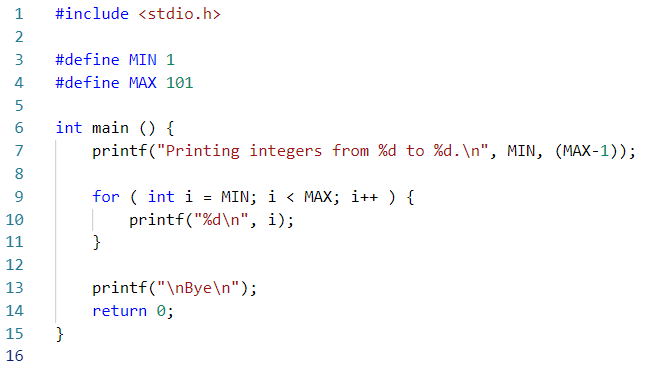 1 #include <stdio.h>
2
3 #define MIN 1
4 #define MAX 101
5
6 int main () {
7     printf("Printing integers from %d to %d.\n", MIN, (MAX-1));
8
9     for ( int i = MIN; i < MAX; i++ ) {
10         printf("%d\n", i);
11     }
12
13     printf("\nBye\n");
14     return 0;
15 }
16